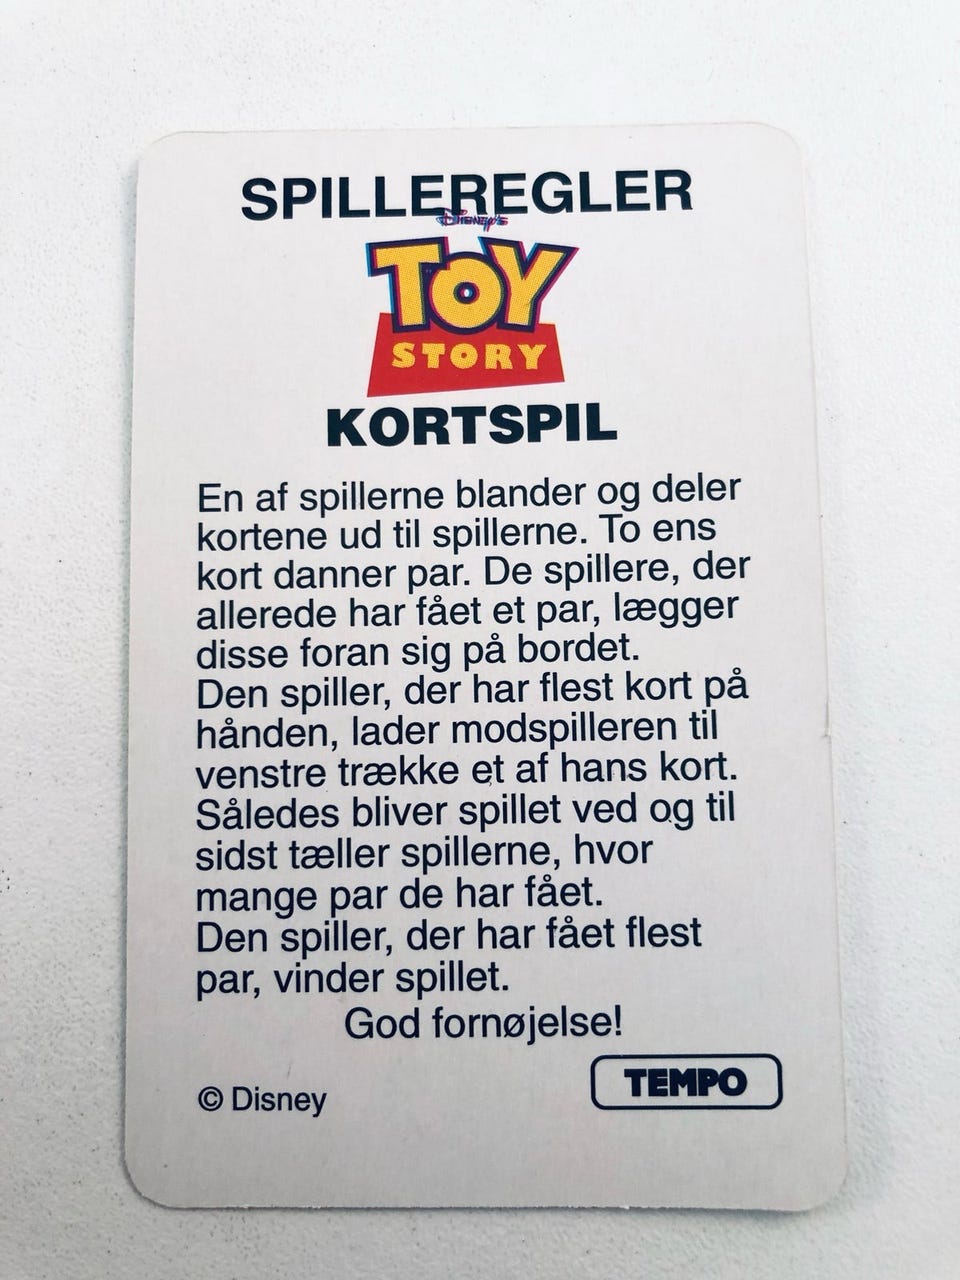 SPILLEREGLER
Disney's
TOY
STORY
KORTSPIL
En af spillerne blander og deler
kortene ud til spillerne. To ens
kort danner par. De spillere, der
allerede har fået et par, lægger
disse foran sig på bordet.
Den spiller, der har flest kort på
hånden, lader modspilleren til
venstre trække et af hans kort.
Således bliver spillet ved og til
sidst tæller spillerne, hvor
mange par de har fået.
Den spiller, der har fået flest
par, vinder spillet.
God fornøjelse!
© Disney
TEMPO